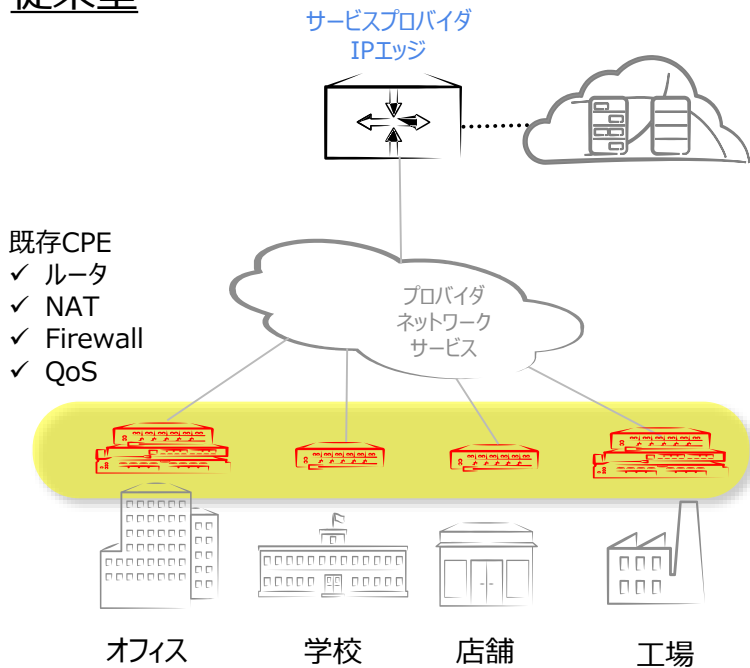 従来型
サービスプロバイダ
IPエッジ
既存CPE
✓ ルータ
✓ NAT
✓ Firewall
✓ QoS
プロバイダ
ネットワーク
サービス
オフィス
学校
店舗
工場